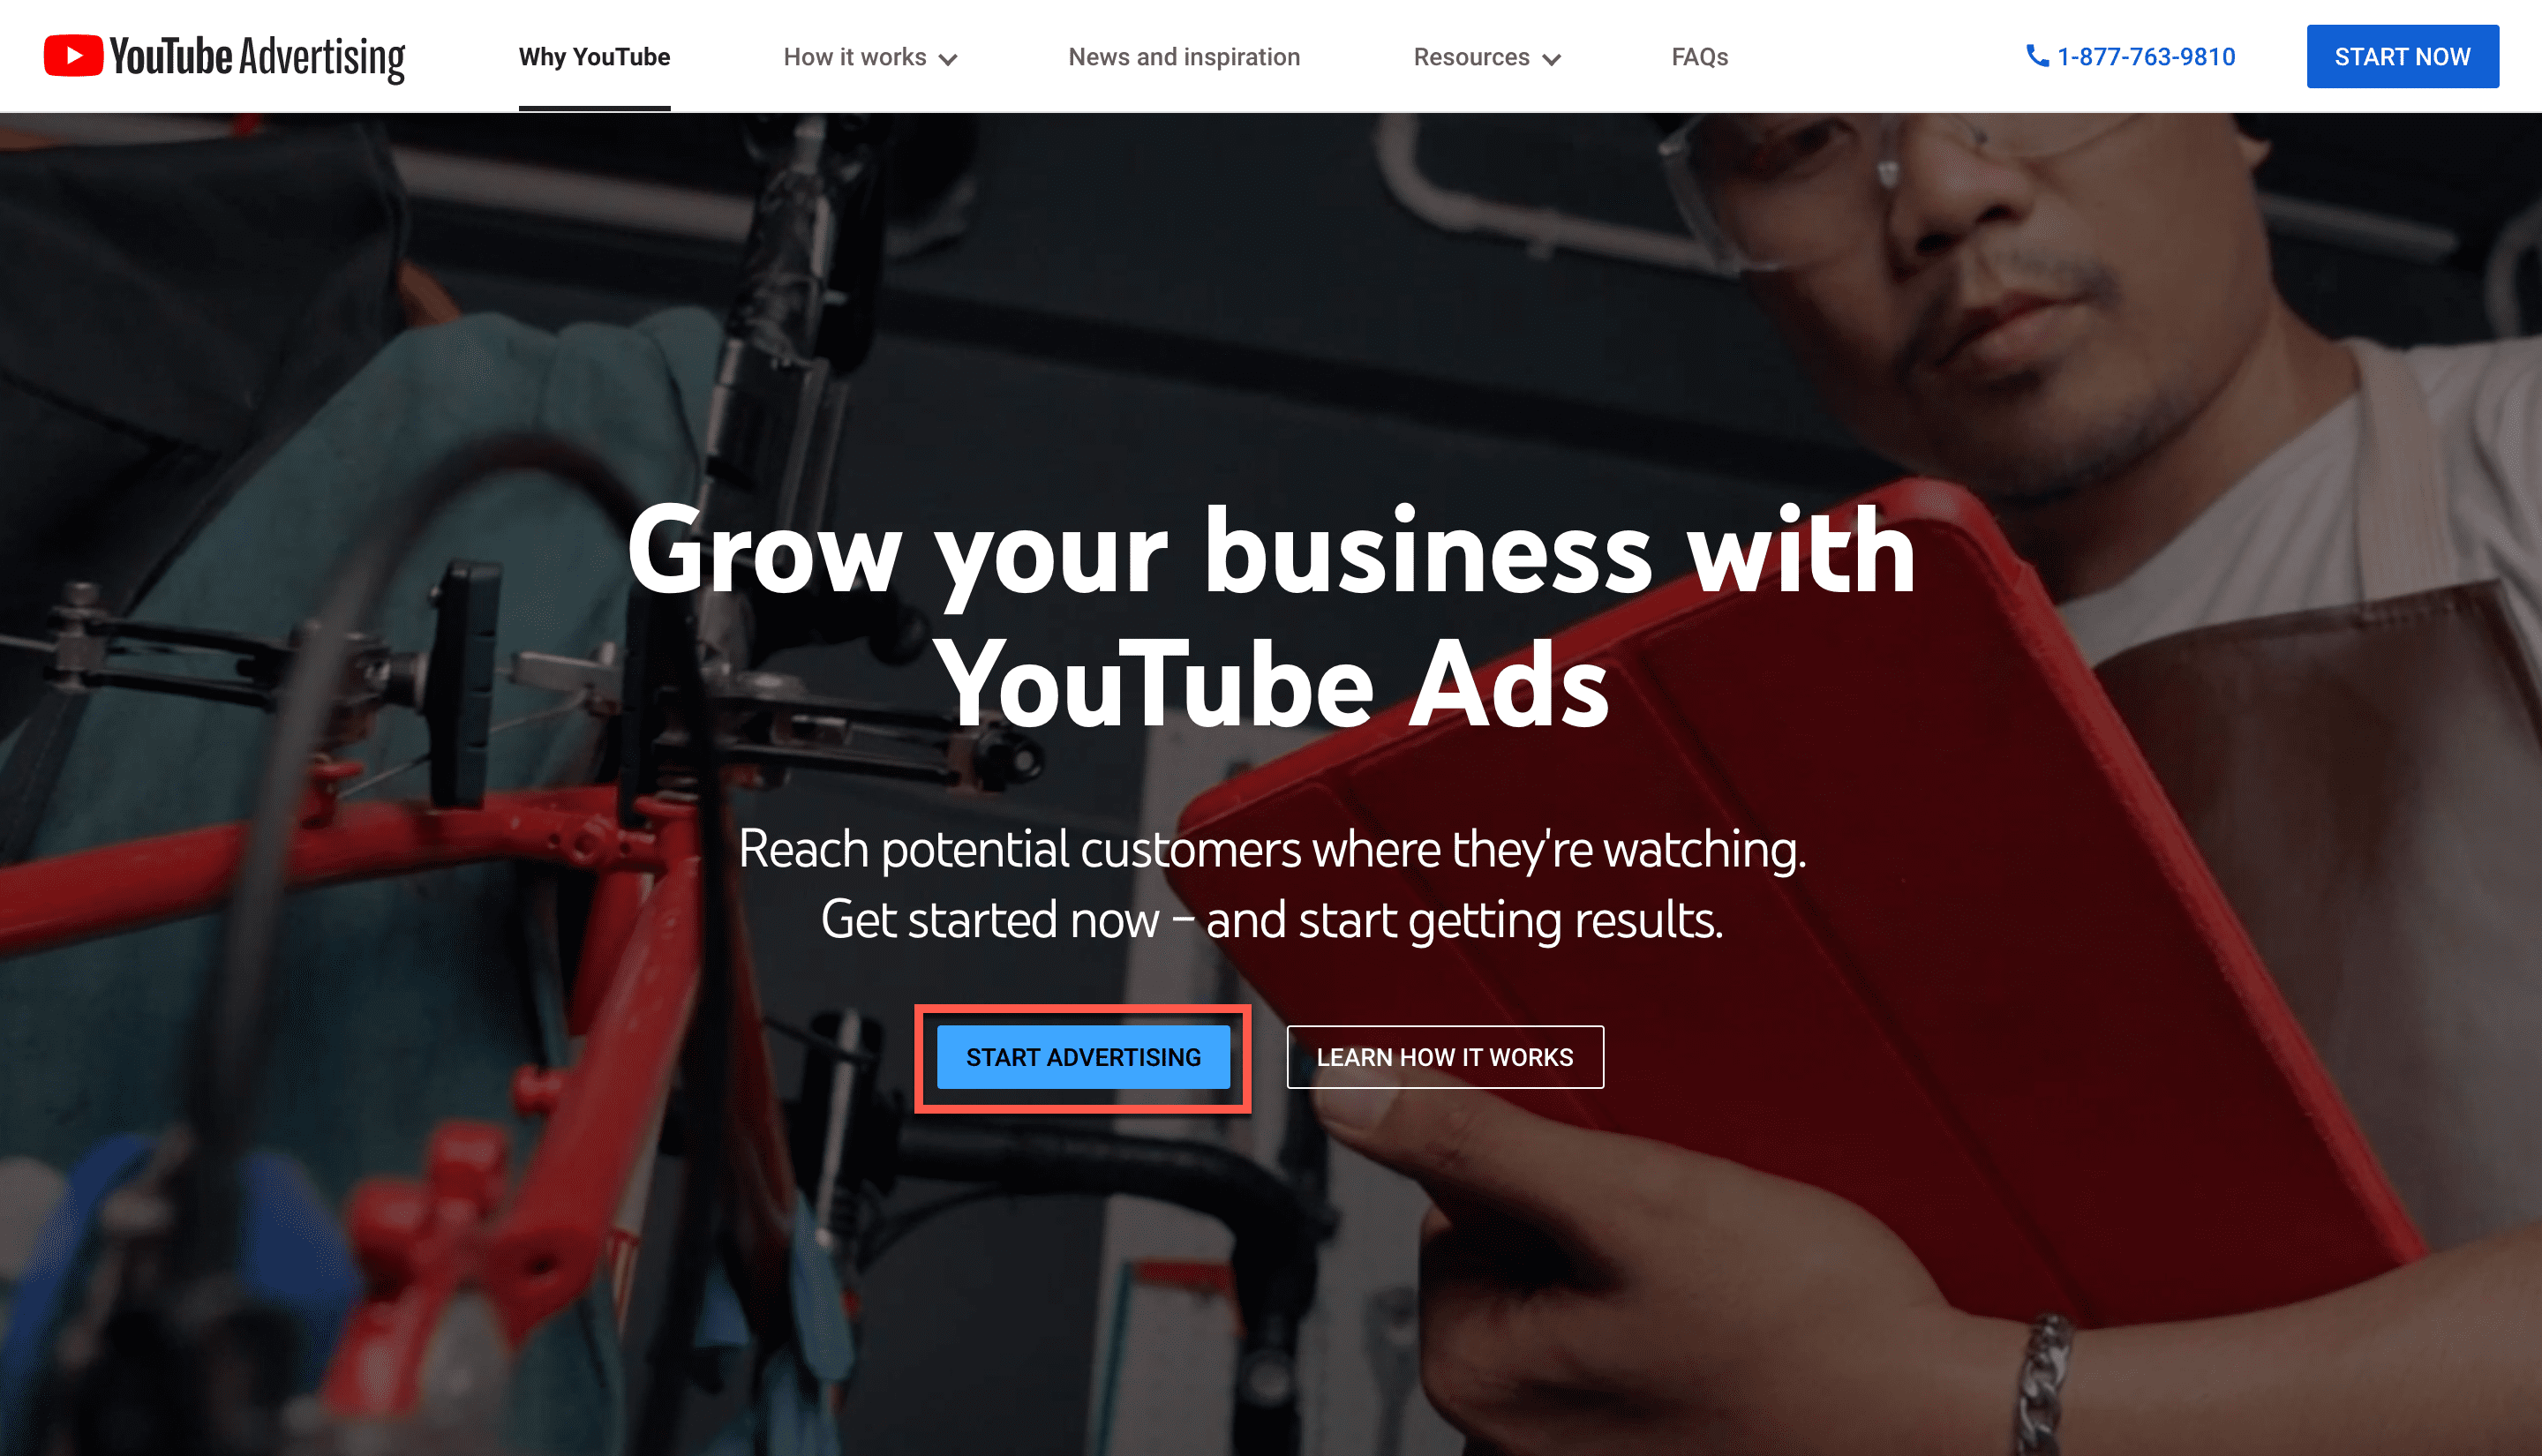 YouTube Advertising
Why YouTube
How it works
News and inspiration
Resources
FAQs
1-877-763-9810
START NOW
Grow your business with
YouTube Ads
Reach potential customers where they're watching.
Get started now – and start getting results.
START ADVERTISING
LEARN HOW IT WORKS